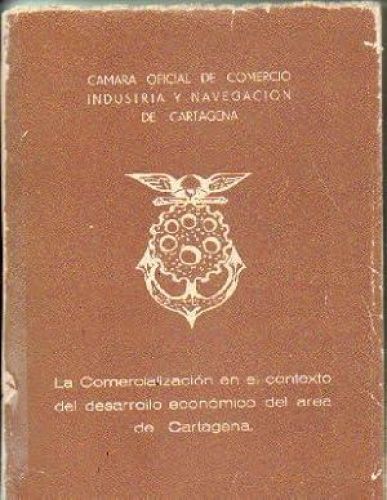 CAMARA OFICIAL DE COMERCIO
INDUSTRIA Y NAVEGACION
DE CARTAGENA
La Comercialización en el contexto
del desarrollo económico del area
de Cartagena.